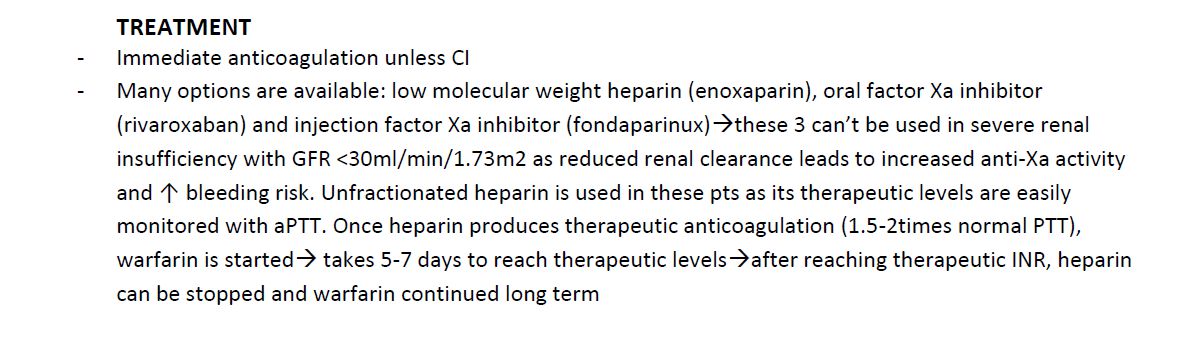 TREATMENT
- Immediate anticoagulation unless CI
- Many options are available: low molecular weight heparin (enoxaparin), oral factor Xa inhibitor
(rivaroxaban) and injection factor Xa inhibitor (fondaparinux)→these 3 can’t be used in severe renal
insufficiency with GFR <30ml/min/1.73m2 as reduced renal clearance leads to increased anti-Xa activity
and ↑ bleeding risk. Unfractionated heparin is used in these pts as its therapeutic levels are easily
monitored with aPTT. Once heparin produces therapeutic anticoagulation (1.5-2times normal PTT),
warfarin is started→ takes 5-7 days to reach therapeutic levels→after reaching therapeutic INR, heparin
can be stopped and warfarin continued long term